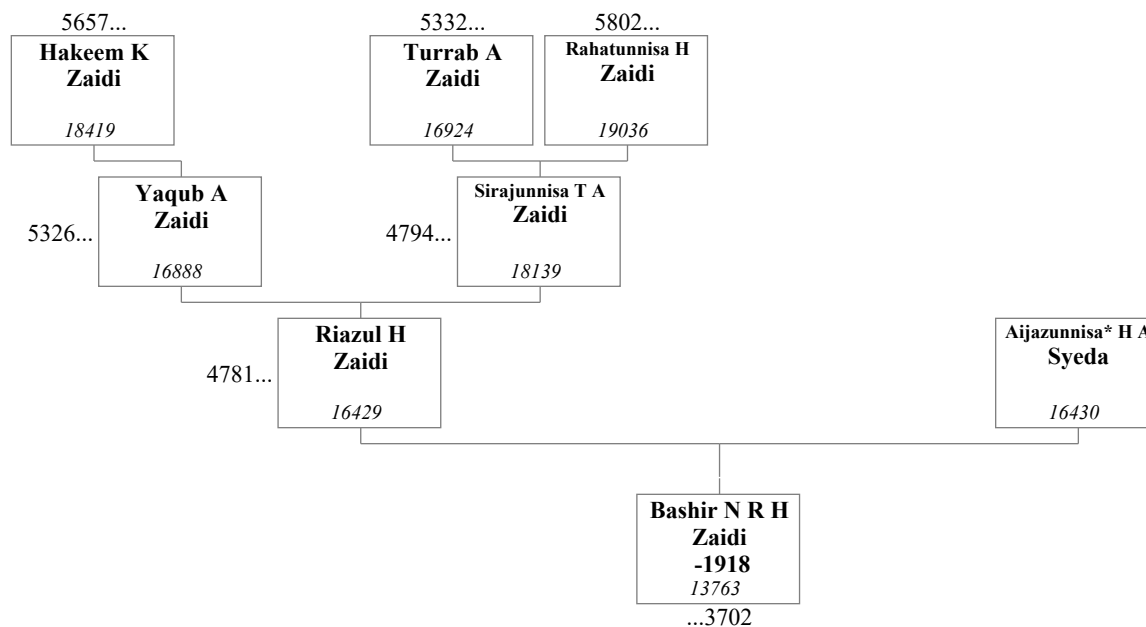 5657...
Hakeem K
Zaidi
18419
5332...
Turrab A
Zaidi
16924
5802...
Rahatunnisa H
Zaidi
19036
5326...
Yaqub A
Zaidi
16888
4794...
Sirajunnisa T A
Zaidi
18139
4781...
Riazul H
Zaidi
16429
Aijazunnisa* H A
Syeda
16430
Bashir N R H
Zaidi
-1918
13763
...3702